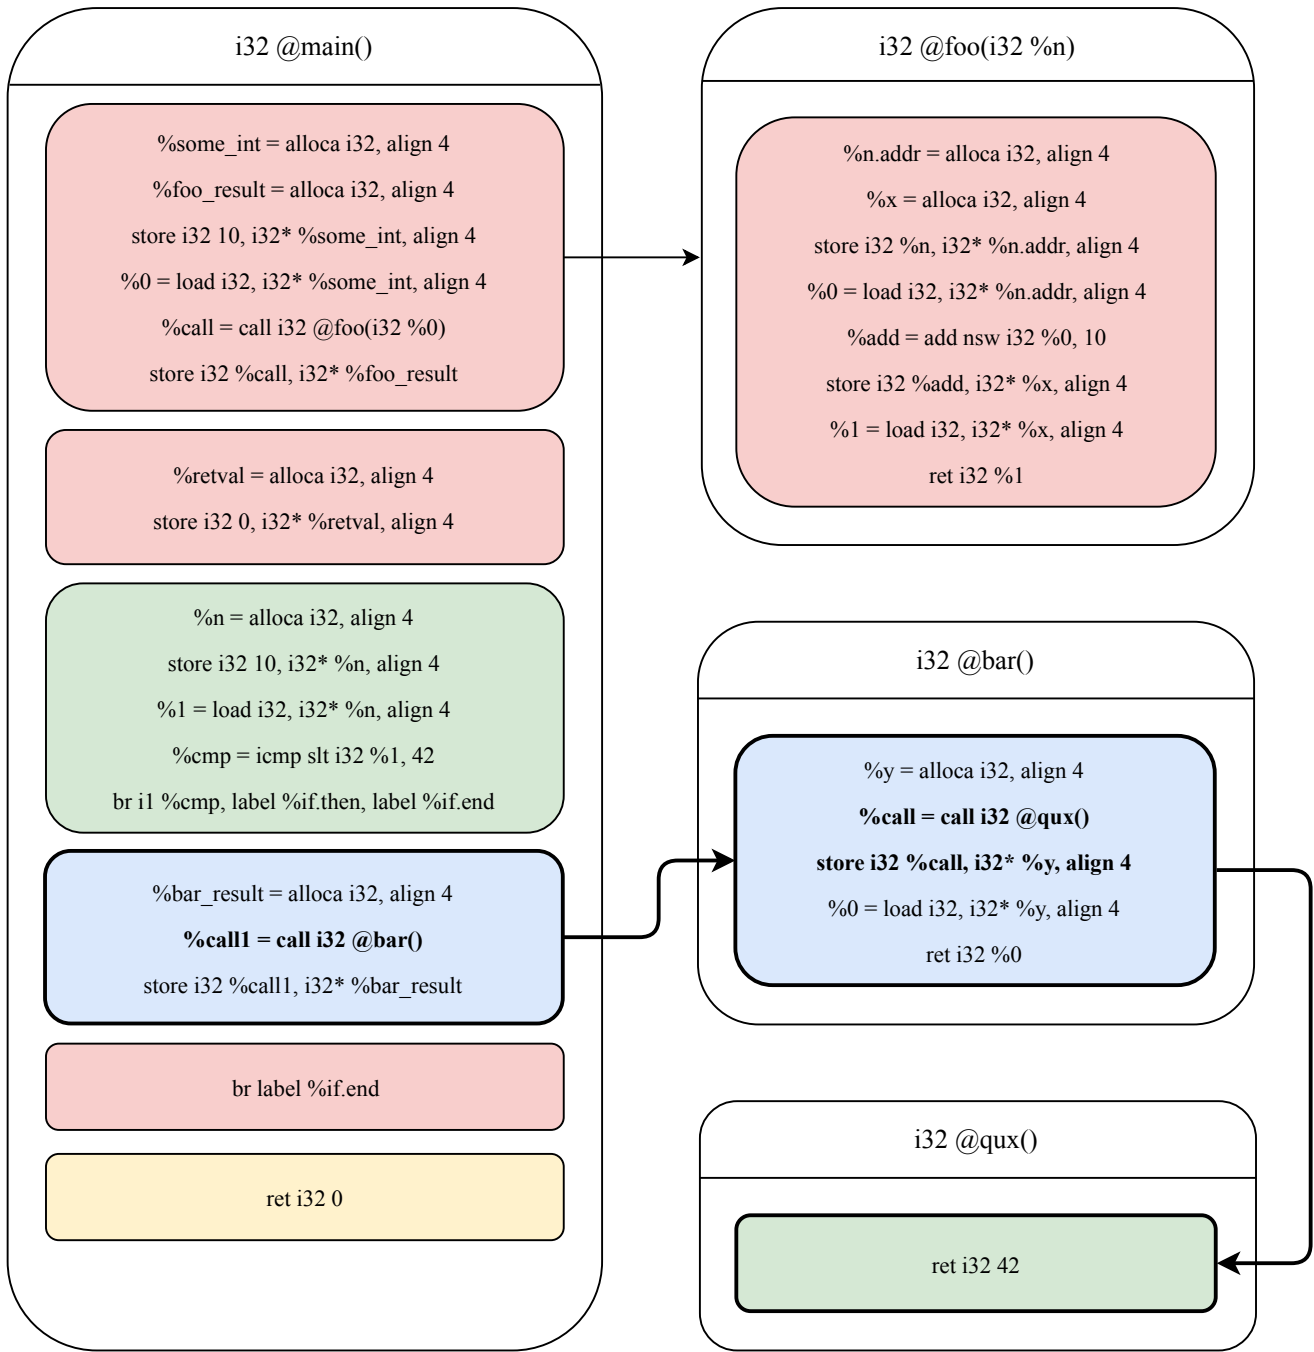 i32 @main()
%some_int = alloca i32, align 4
%foo_result = alloca i32, align 4
store i32 10, i32* %some_int, align 4
%0 = load i32, i32* %some_int, align 4
%call = call i32 @foo(i32 %0)
store i32 %call, i32* %foo_result
%retval = alloca i32, align 4
store i32 0, i32* %retval, align 4
%n = alloca i32, align 4
store i32 10, i32* %n, align 4
%1 = load i32, i32* %n, align 4
%cmp = icmp slt i32 %1, 42
br i1 %cmp, label %if.then, label %if.end
%bar_result = alloca i32, align 4
%call1 = call i32 @bar()
store i32 %call1, i32* %bar_result
br label %if.end
ret i32 0
i32 @foo(i32 %n)
%n.addr = alloca i32, align 4
%x = alloca i32, align 4
store i32 %n, i32* %n.addr, align 4
%0 = load i32, i32* %n.addr, align 4
%add = add nsw i32 %0, 10
store i32 %add, i32* %x, align 4
%1 = load i32, i32* %x, align 4
ret i32 %1
i32 @bar()
%y = alloca i32, align 4
%call = call i32 @qux()
store i32 %call, i32* %y, align 4
%0 = load i32, i32* %y, align 4
ret i32 %0
i32 @qux()
ret i32 42